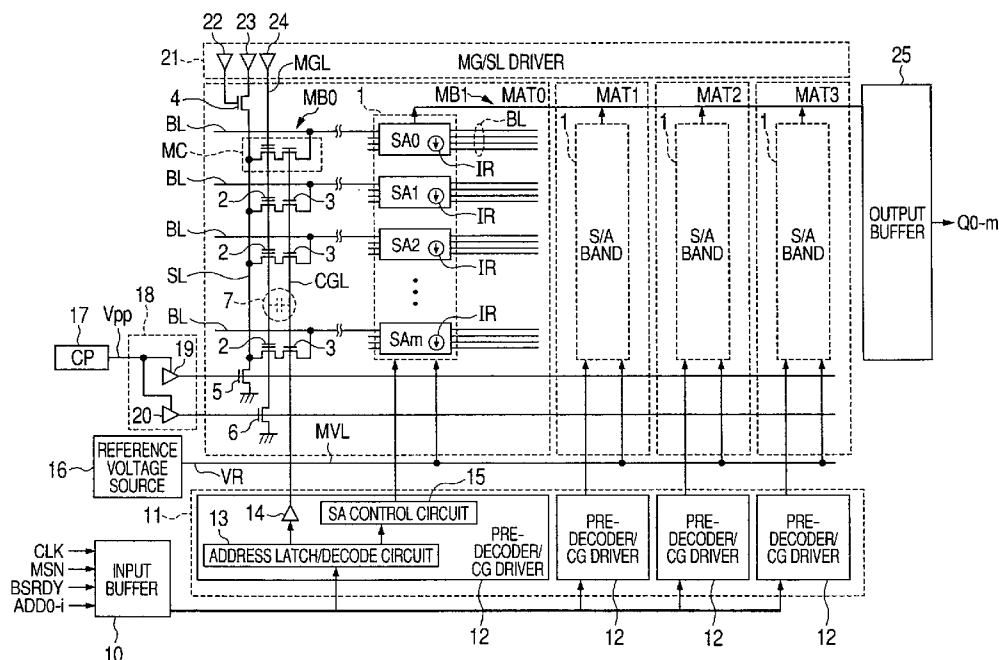 22 23 24
21
MG/SL DRIVER
MGL
25
4
MB0
1
MB1
MAT0
MAT1
MAT2
MAT3
BL
BL
MC
SA0
IR
1
1
1
BL
2
3
SA1
IR
BL
2
3
SA2
IR
SL
CGL
7
S/A BAND
S/A BAND
S/A BAND
OUTPUT BUFFER
Q0-m
BL
2
3
SAm
IR
17
Vpp
18
CP
19
5
20
6
MVL
16
REFERENCE VOLTAGE SOURCE
VR
15
11
14
SA CONTROL CIRCUIT
13
ADDRESS LATCH/DECODE CIRCUIT
PRE-DECODER/CG DRIVER
PRE-DECODER/CG DRIVER
PRE-DECODER/CG DRIVER
PRE-DECODER/CG DRIVER
CLK
MSN
BSRDY
ADD0-i
INPUT BUFFER
10
12
12
12
12